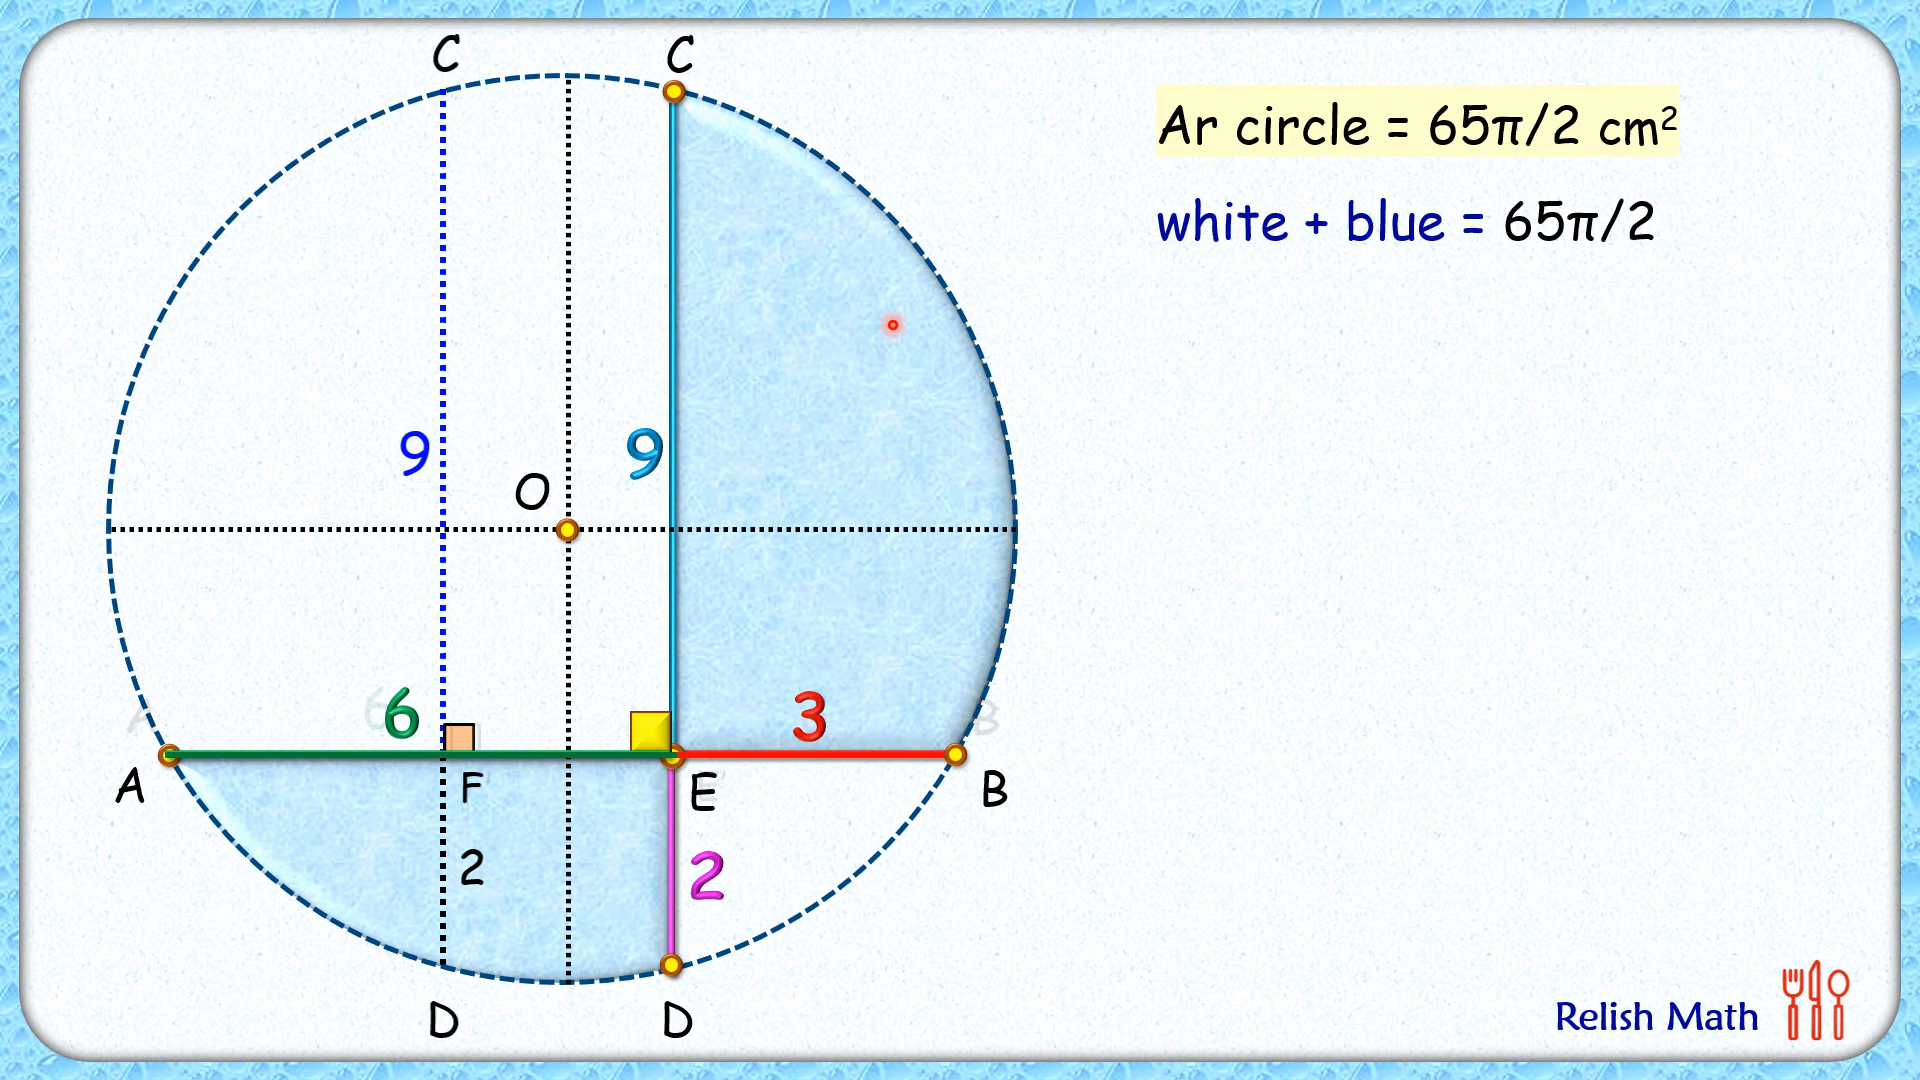 C C
Ar circle = 65π/2 cm²
white + blue = 65π/2
9 9
O
6 3
A F E B
2 2
D D
Relish Math